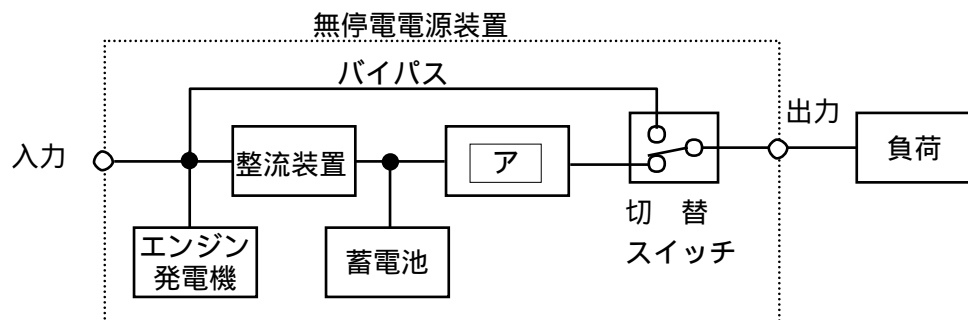 無停電電源装置
バイパス
入力
整流装置
ア
出力
負荷
エンジン
発電機
蓄電池
切　替
スイッチ